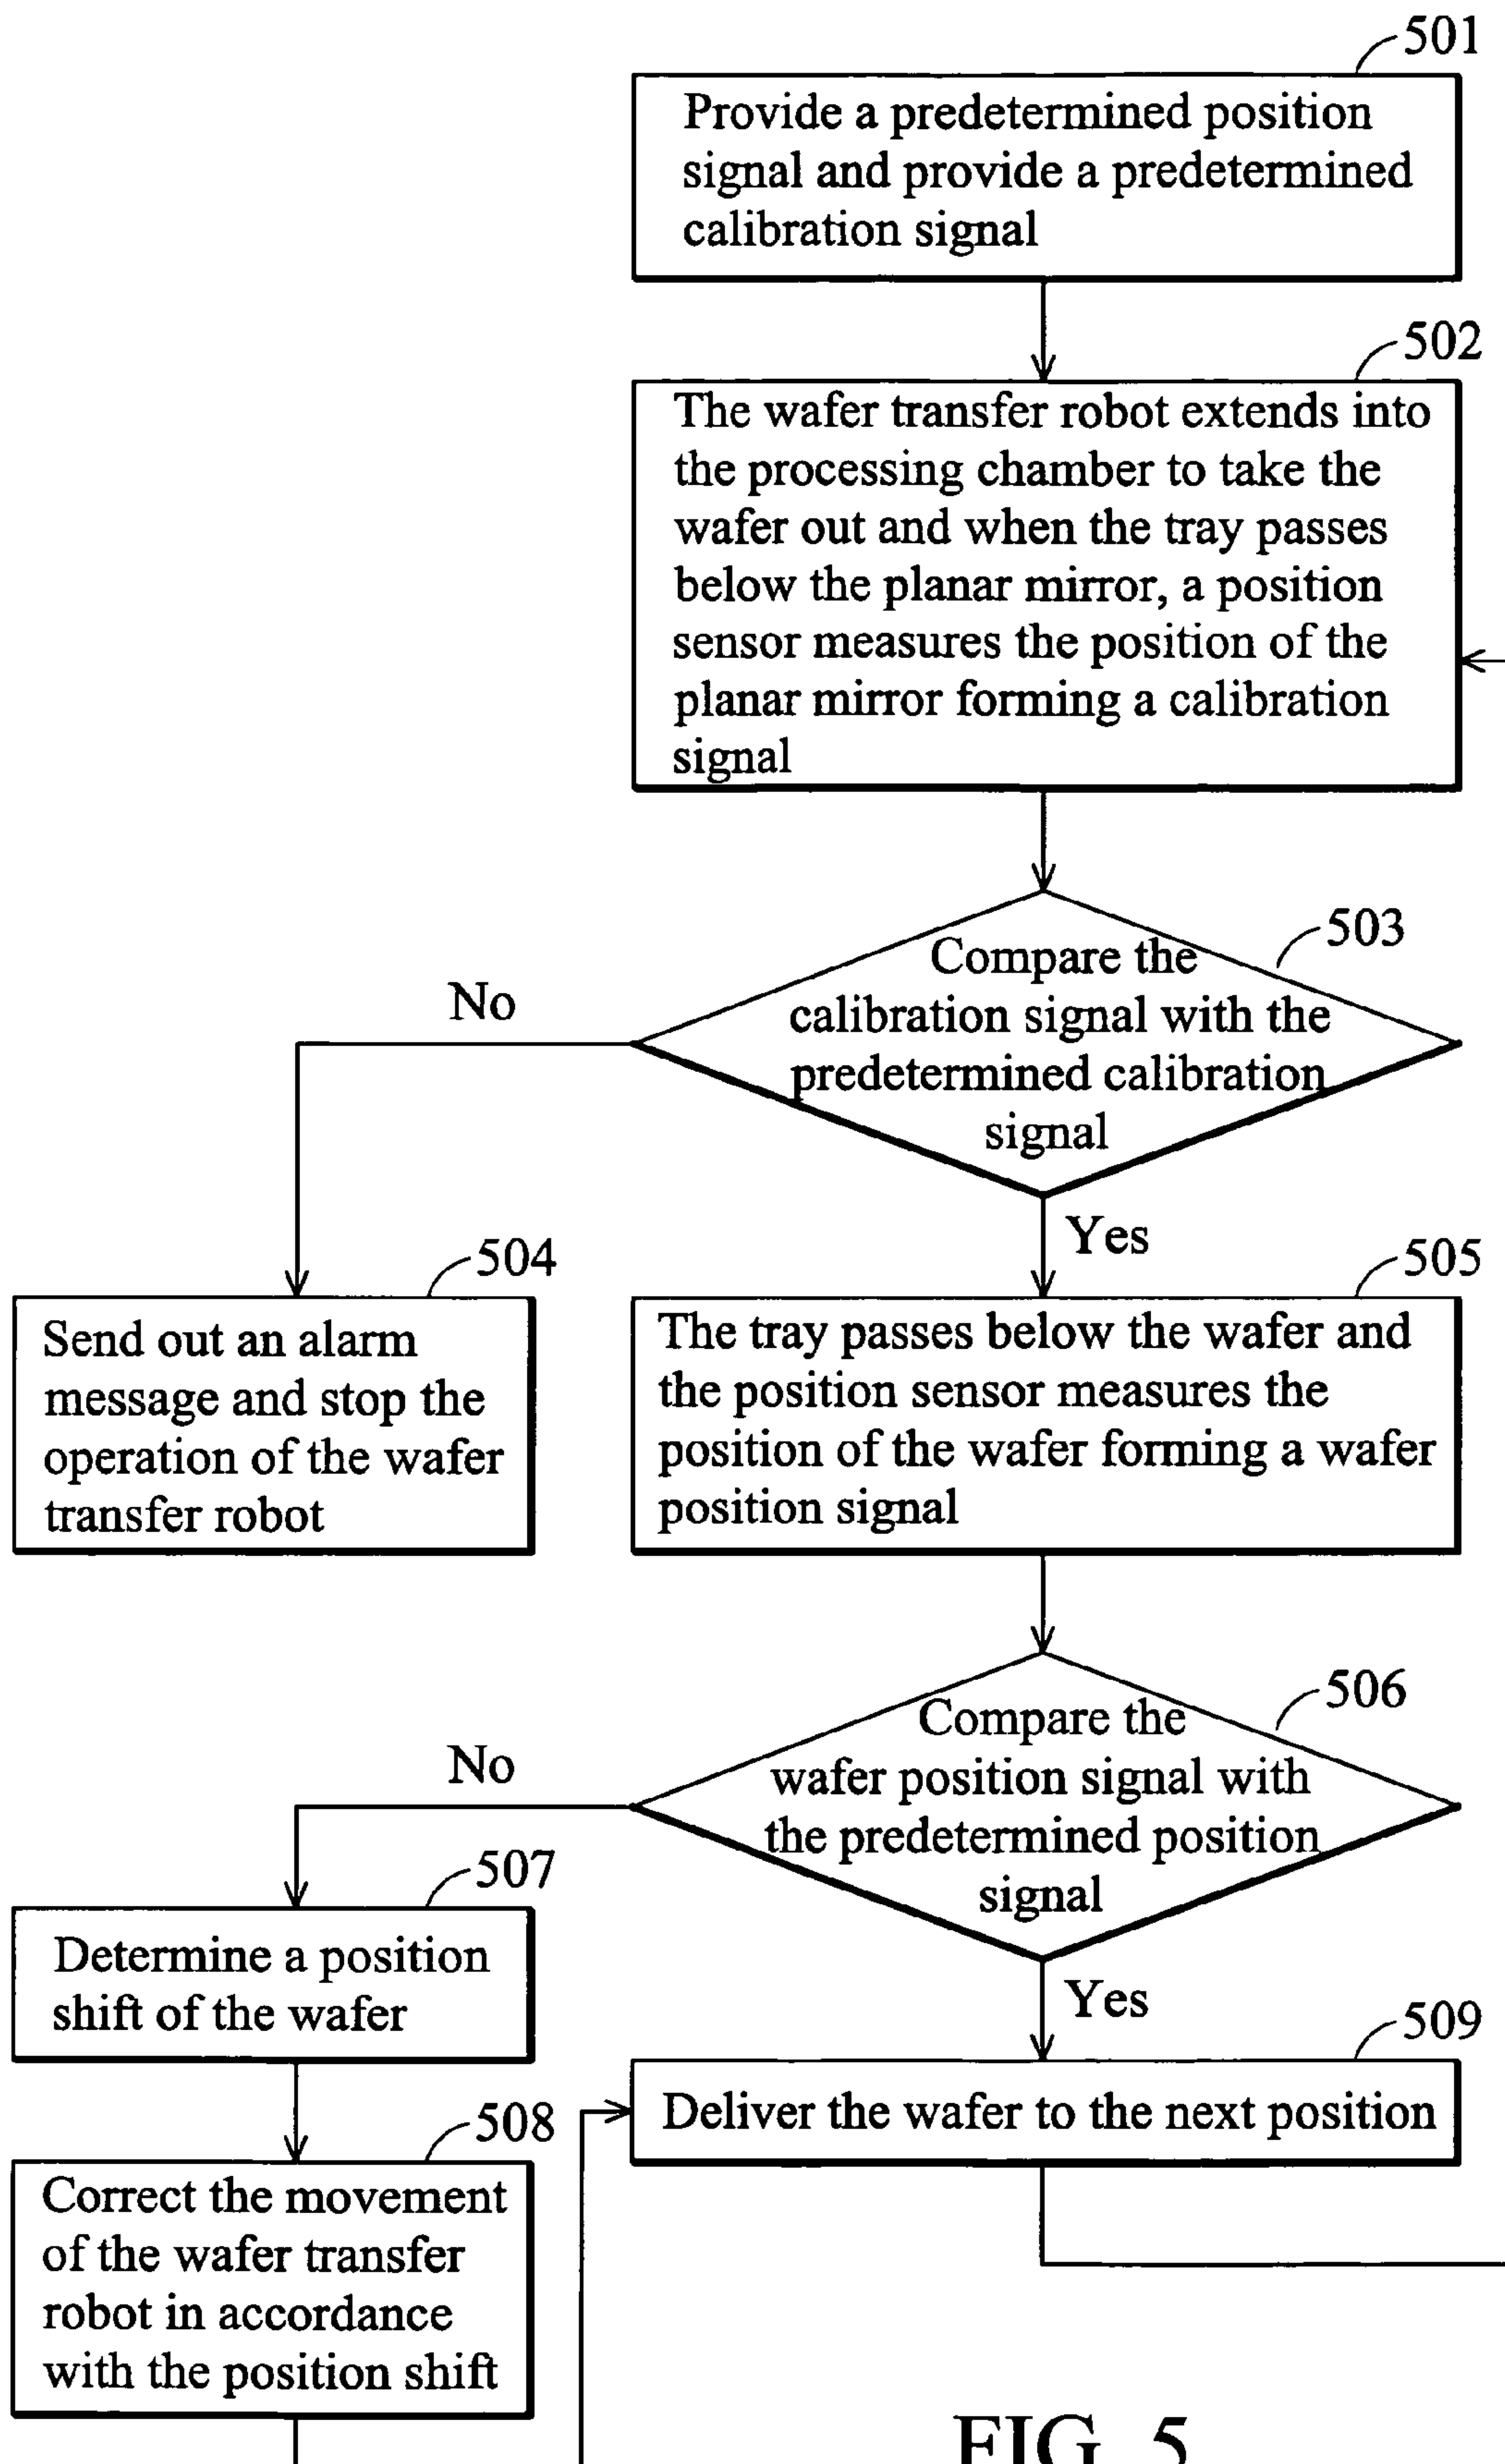 501
Provide a predetermined position
signal and provide a predetermined
calibration signal
502
The wafer transfer robot extends into
the processing chamber to take the
wafer out and when the tray passes
below the planar mirror, a position
sensor measures the position of the
planar mirror forming a calibration
signal
503
Compare the
calibration signal with the
predetermined calibration
signal
No
Yes
504
Send out an alarm
message and stop the
operation of the wafer
transfer robot
505
The tray passes below the wafer and
the position sensor measures the
position of the wafer forming a wafer
position signal
506
Compare the
wafer position signal with
the predetermined position
signal
No
Yes
507
Determine a position
shift of the wafer
508
Correct the movement
of the wafer transfer
robot in accordance
with the position shift
509
Deliver the wafer to the next position
FIG. 5